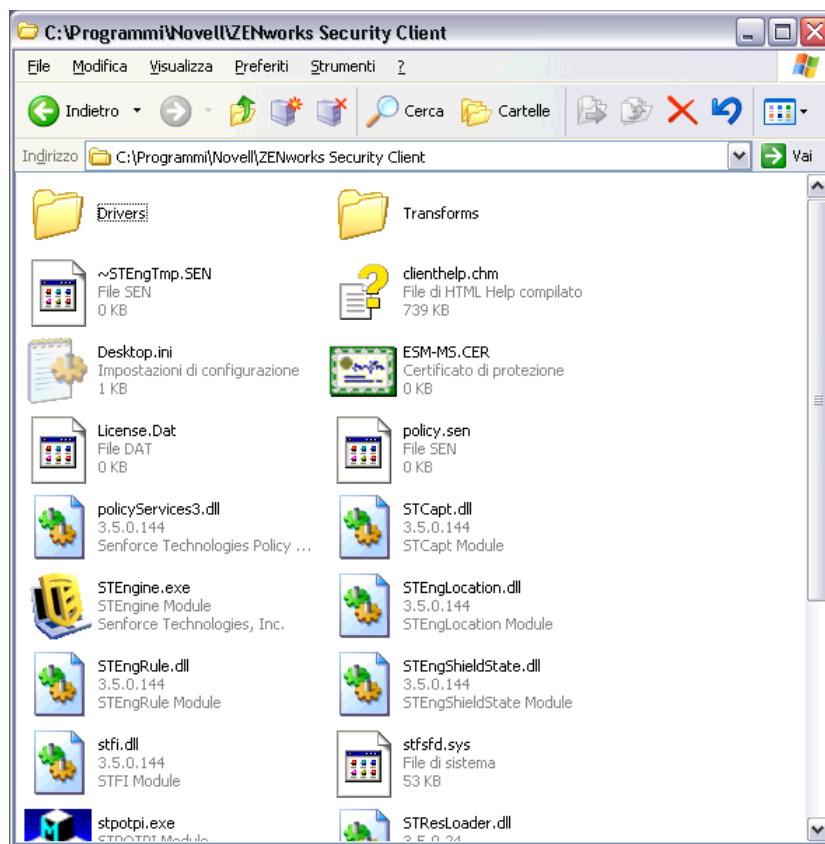 C:\Programmi\Novell\ZENworks Security Client
File Modifica Visualizza Preferiti Strumenti ?
Indietro Cerca Cartelle
Indirizzo C:\Programmi\Novell\ZENworks Security Client Vai
Drivers
Transforms
~STEngTmp.SEN
File SEN
0 KB
clienthelp.chm
File di HTML Help compilato
739 KB
Desktop.ini
Impostazioni di configurazione
1 KB
ESM-MS.CER
Certificato di protezione
0 KB
License.Dat
File DAT
0 KB
policy.sen
File SEN
0 KB
policyServices3.dll
3.5.0.144
Senforce Technologies Policy ...
STCapt.dll
3.5.0.144
STCapt Module
STEngine.exe
STEngine Module
Senforce Technologies, Inc.
STEngLocation.dll
3.5.0.144
STEngLocation Module
STEngRule.dll
3.5.0.144
STEngRule Module
STEngShieldState.dll
3.5.0.144
STEngShieldState Module
stfi.dll
3.5.0.144
STFI Module
stfsfd.sys
File di sistema
53 KB
stpotpi.exe
STPOTPI Module
STResLoader.dll
3.5.0.24